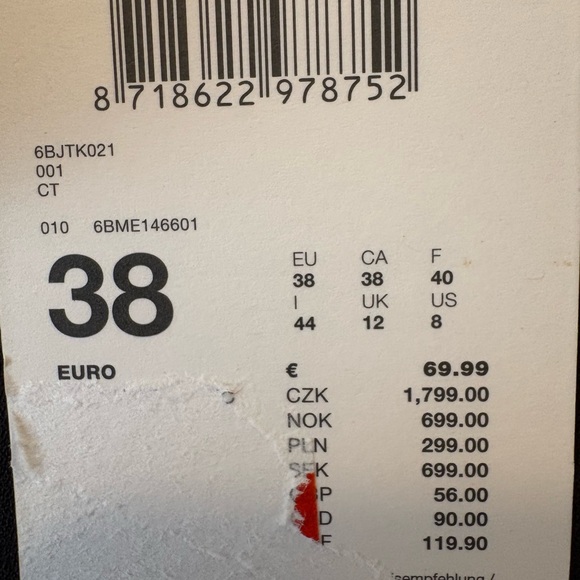 8 718622 978752
6BJTK021
001
CT
010 6BME146601
38
EU CA F
38 38 40
I UK US
44 12 8
EURO € 69.99
CZK 1,799.00
NOK 699.00
PLN 299.00
SEK 699.00
P 56.00
D 90.00
F 119.90
sempfehlung /